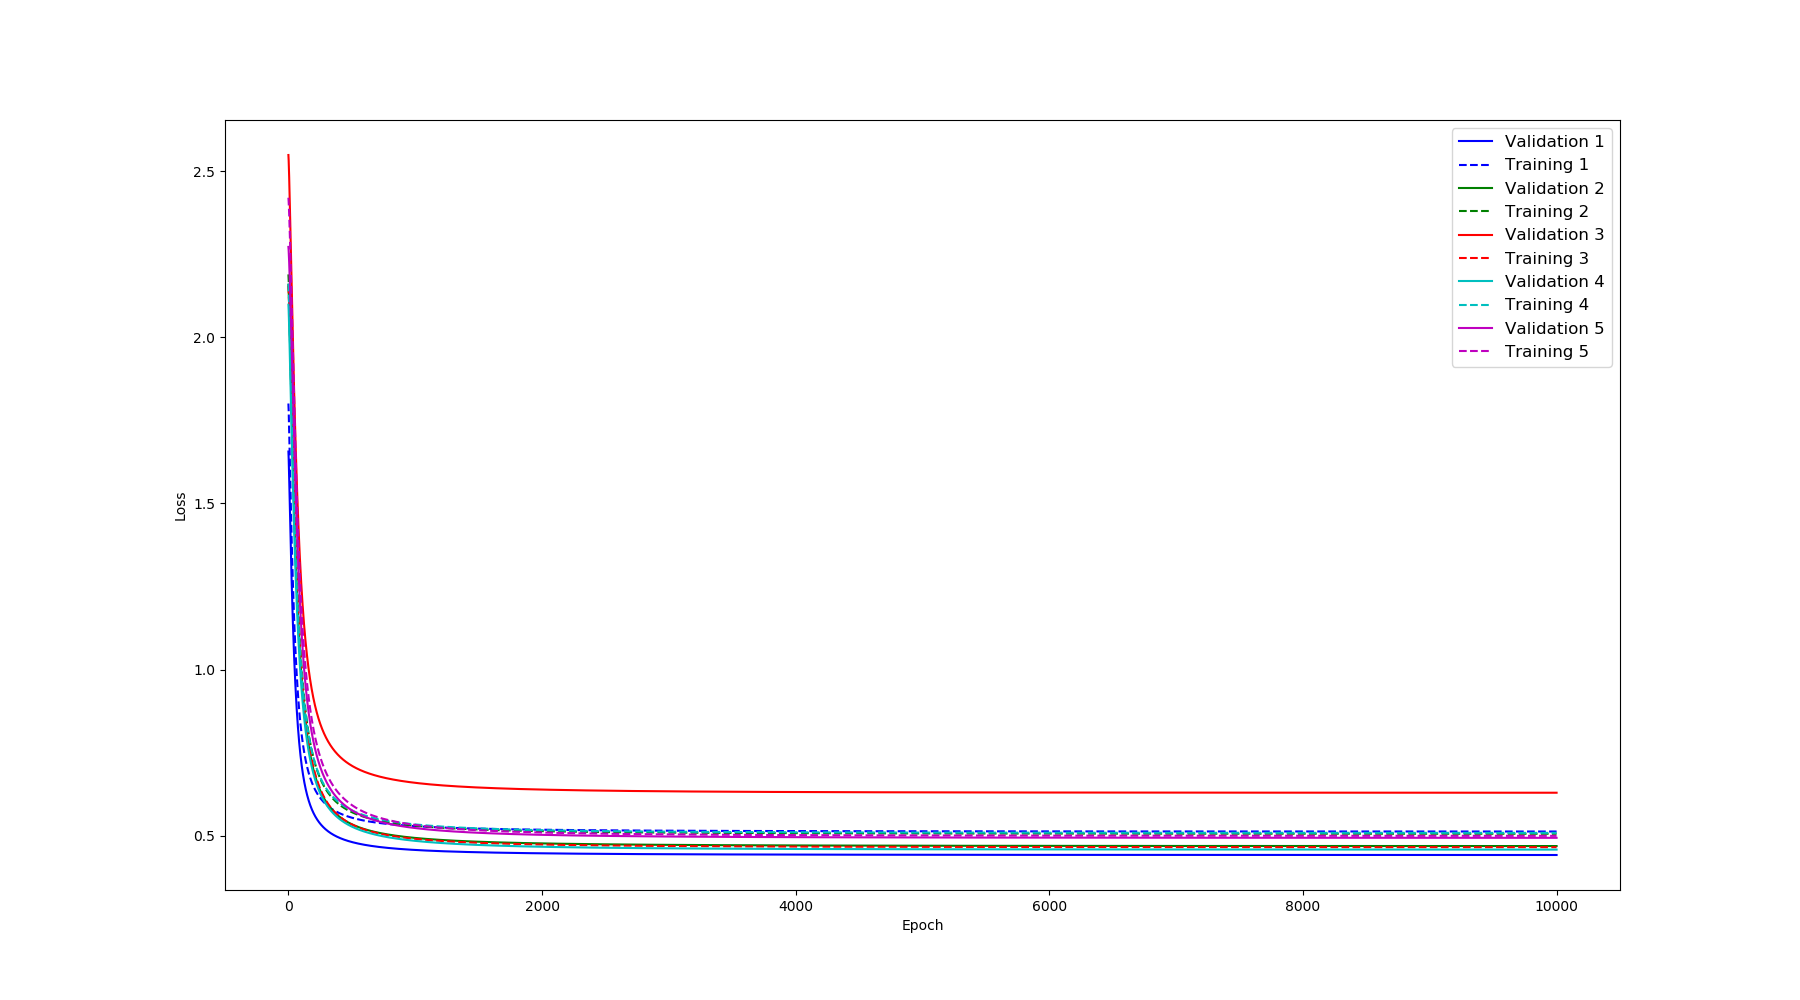 Validation 1
Training 1
Validation 2
Training 2
Validation 3
Training 3
Validation 4
Training 4
Validation 5
Training 5
2.5
2.0
1.5
1.0
0.5
Loss
0 2000 4000 6000 8000 10000
Epoch